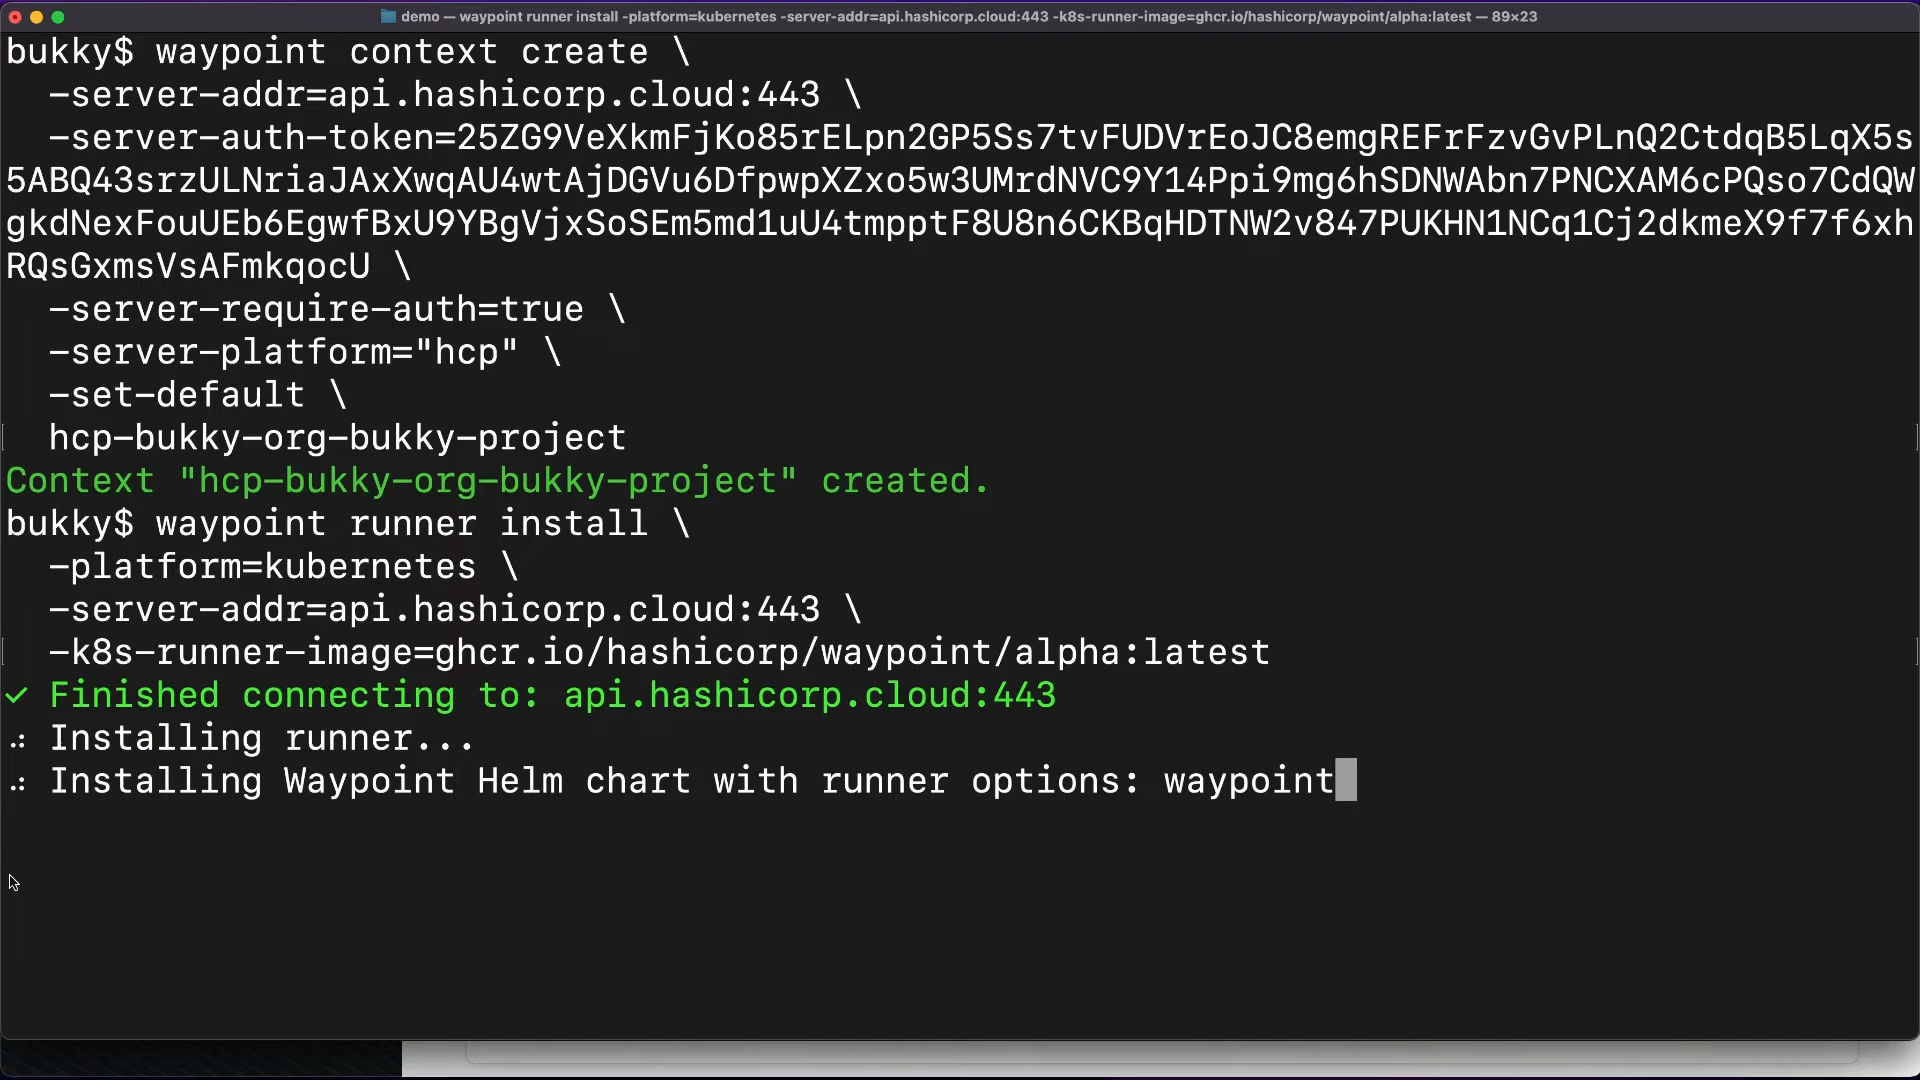 demo — waypoint runner install -platform=kubernetes -server-addr=api.hashicorp.cloud:443 -k8s-runner-image=ghcr.io/hashicorp/waypoint/alpha:latest — 89×23
bukky$ waypoint context create \
-server-addr=api.hashicorp.cloud:443 \
-server-auth-token=25ZG9VeXkmFjKo85rELpn2GP5Ss7tvFUDVrEoJC8emgREFrFzvGvPLnQ2CtdqB5LqX5s
5ABQ43srzULNriaJAxXwqAU4wtAjDGVu6DfpwpXZxo5w3UMrdNVC9Y14Ppi9mg6hSDNWAbn7PNCXAM6cPQso7CdQW
gkdNexFouUEb6EgwfBxU9YBgVjxSoSEm5md1uU4tmpptF8U8n6CKBqHDTNW2v847PUKHN1NCq1Cj2dkmeX9f7f6xh
RQsGxmsVsAFmkqocU \
-server-require-auth=true \
-server-platform="hcp" \
-set-default \
hcp-bukky-org-bukky-project
Context "hcp-bukky-org-bukky-project" created.
bukky$ waypoint runner install \
-platform=kubernetes \
-server-addr=api.hashicorp.cloud:443 \
-k8s-runner-image=ghcr.io/hashicorp/waypoint/alpha:latest
✓ Finished connecting to: api.hashicorp.cloud:443
Installing runner...
Installing Waypoint Helm chart with runner options: waypoint